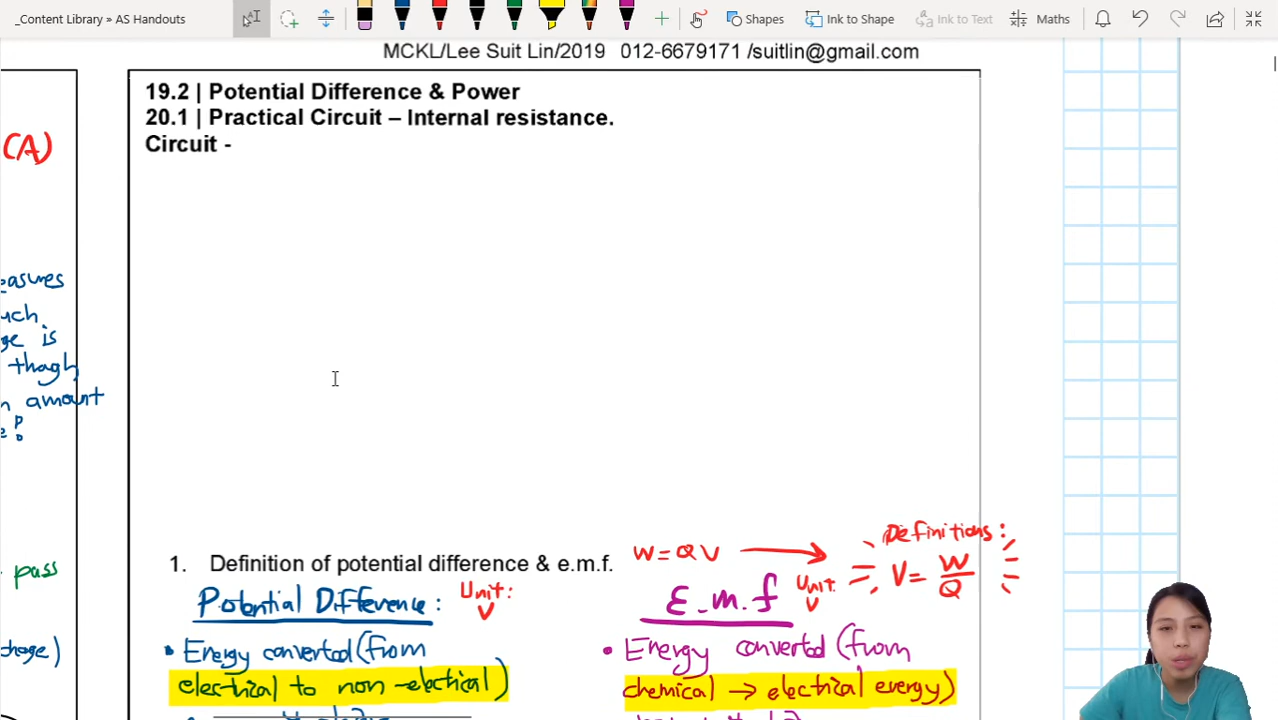 _Content Library » AS Handouts
Shapes
Ink to Shape
Ink to Text
Maths
MCKL/Lee Suit Lin/2019 012-6679171 /suitlin@gmail.com
19.2 | Potential Difference & Power
20.1 | Practical Circuit – Internal resistance.
Circuit -
(A)
easures
uch
ge is
thagh
n amount
e?
pass
charge)
1. Definition of potential difference & e.m.f.
W = QV
Definitions:
V = W/Q
Potential Difference:
Unit:
V
E.m.f
Unit:
V
• Energy converted (from
electrical to non-electrical)
• Energy converted (from
chemical → electrical energy)